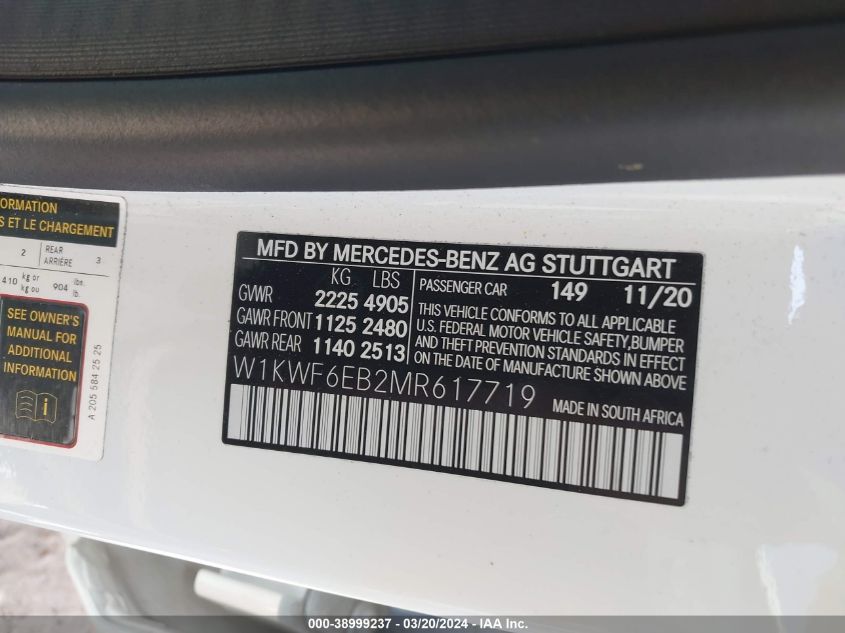 ORMATION
S ET LE CHARGEMENT
2 REAR ARRIÈRE 3
410 kg or kg ou 904 lbs. lb.
SEE OWNER'S
MANUAL FOR
ADDITIONAL
INFORMATION
A 205 584 25 25
MFD BY MERCEDES-BENZ AG STUTTGART
KG LBS
GVWR 2225 4905
GAWR FRONT 1125 2480
GAWR REAR 1140 2513
PASSENGER CAR 149 11/20
THIS VEHICLE CONFORMS TO ALL APPLICABLE
U.S. FEDERAL MOTOR VEHICLE SAFETY, BUMPER
AND THEFT PREVENTION STANDARDS IN EFFECT
ON THE DATE OF MANUFACTURE SHOWN ABOVE
W1KWF6EB2MR617719
MADE IN SOUTH AFRICA
000-38999237 - 03/20/2024 - IAA Inc.